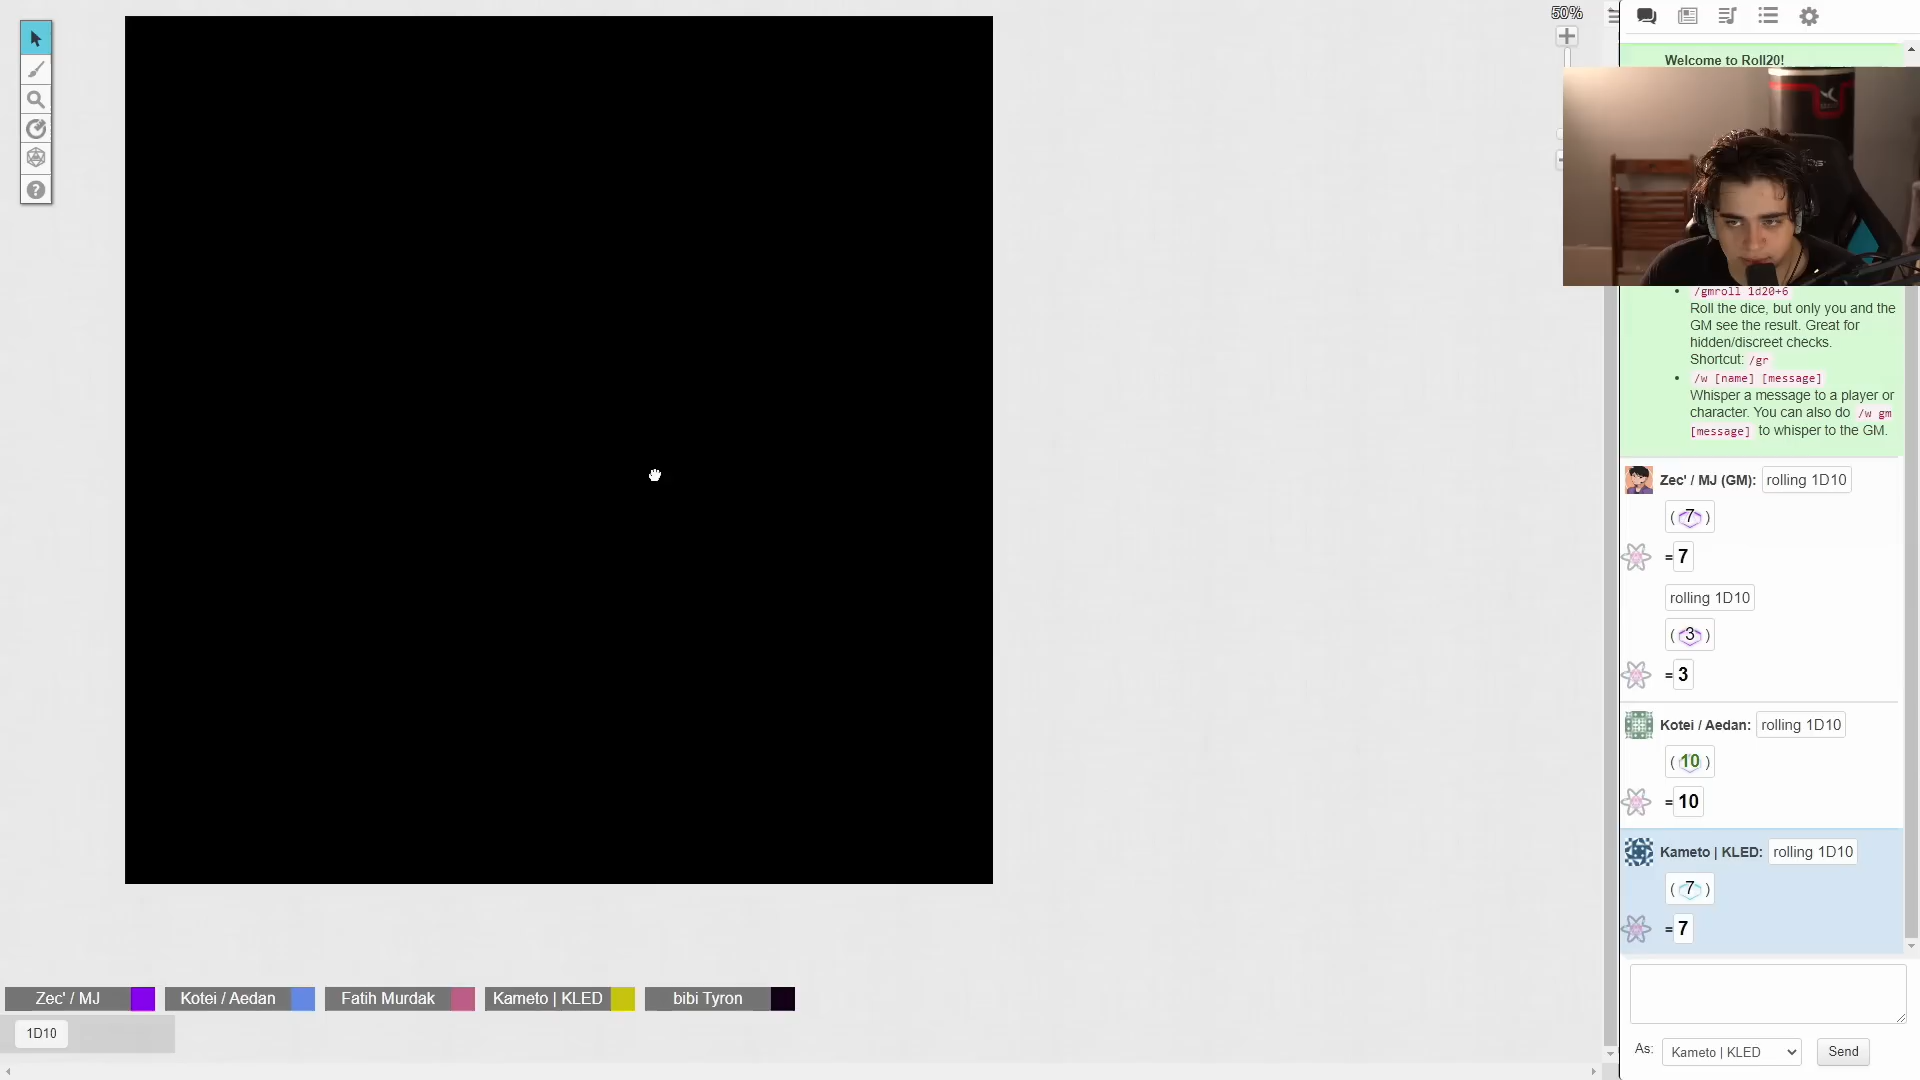 50%
Welcome to Roll20!
/gmroll 1d20+6
Roll the dice, but only you and the
GM see the result. Great for
hidden/discreet checks.
Shortcut: /gr
/w [name] [message]
Whisper a message to a player or
character. You can also do /w gm
[message] to whisper to the GM.
Zec' / MJ (GM): rolling 1D10
(7)
=7
rolling 1D10
(3)
=3
Kotei / Aedan: rolling 1D10
(10)
=10
Kameto | KLED: rolling 1D10
(7)
=7
Zec' / MJ
Kotei / Aedan
Fatih Murdak
Kameto | KLED
bibi Tyron
1D10
As: Kameto | KLED
Send